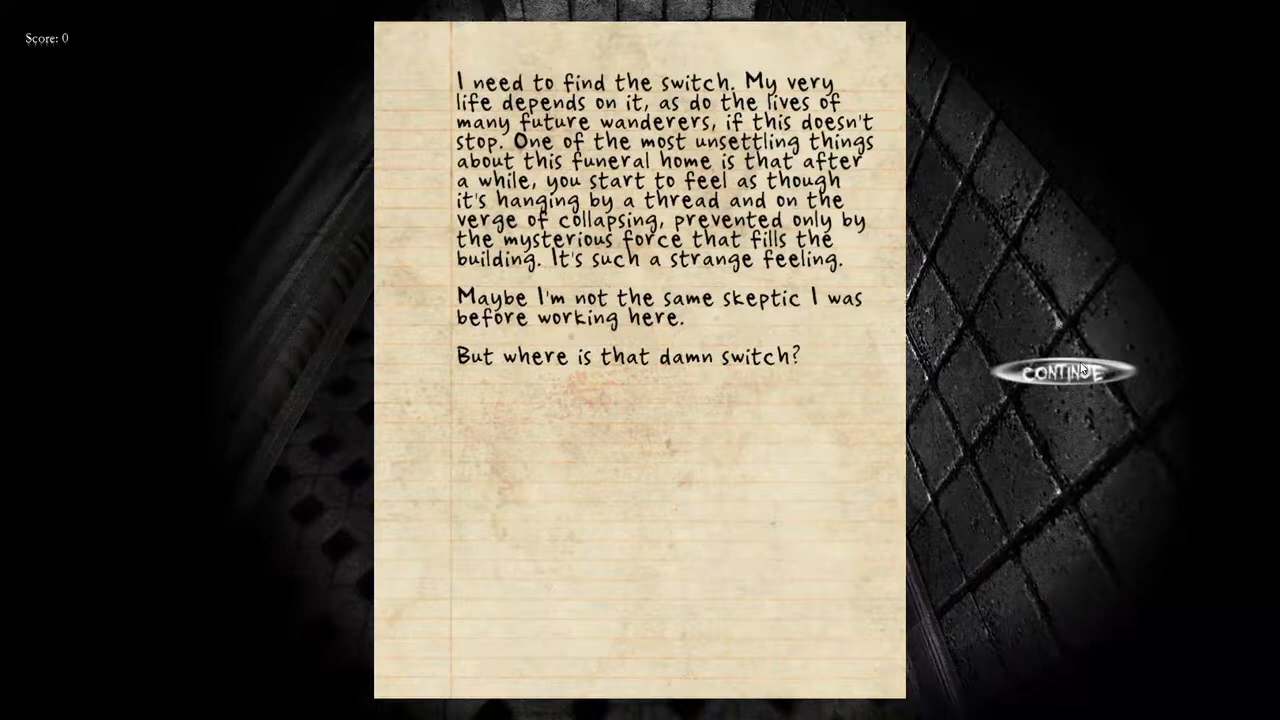 Score: 0
I need to find the switch. My very
life depends on it, as do the lives of
many future wanderers, if this doesn't
stop. One of the most unsettling things
about this funeral home is that after
a while, you start to feel as though
it's hanging by a thread and on the
verge of collapsing, prevented only by
the mysterious force that fills the
building. It's such a strange feeling.
Maybe I'm not the same skeptic I was
before working here.
But where is that damn switch?
CONTINUE